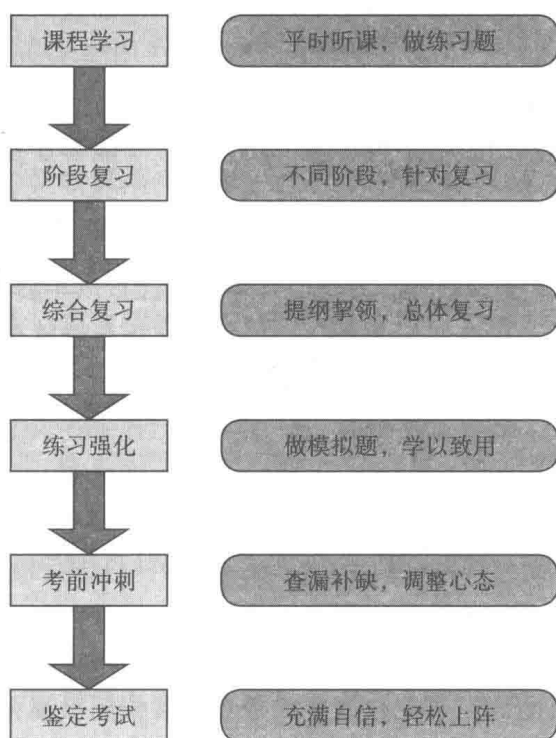 课程学习
平时听课，做练习题
阶段复习
不同阶段，针对复习
综合复习
提纲挈领，总体复习
练习强化
做模拟题，学以致用
考前冲刺
查漏补缺，调整心态
鉴定考试
充满自信，轻松上阵